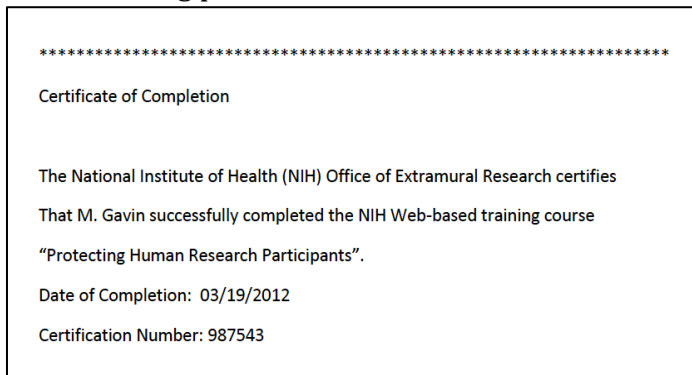 **********************************************************************
Certificate of Completion
The National Institute of Health (NIH) Office of Extramural Research certifies
That M. Gavin successfully completed the NIH Web-based training course
“Protecting Human Research Participants”.
Date of Completion:  03/19/2012
Certification Number: 987543